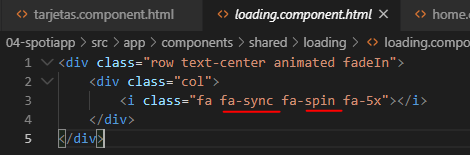 tarjetas.component.html loading.component.html home.
04-spotiapp > src > app > components > shared > loading > loading.compo
1 <div class="row text-center animated fadeIn">
2 <div class="col">
3 <i class="fa fa-sync fa-spin fa-5x"></i>
4 </div>
5 </div>